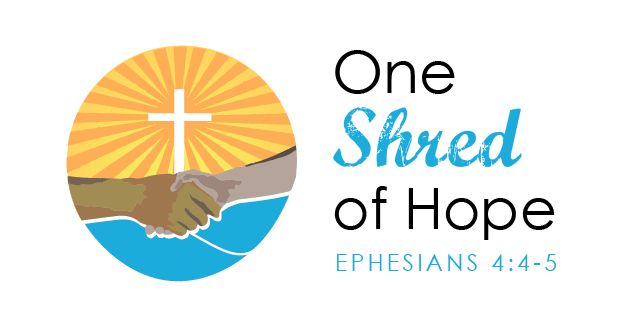 One
Shred
of Hope
EPHESIANS 4:4-5